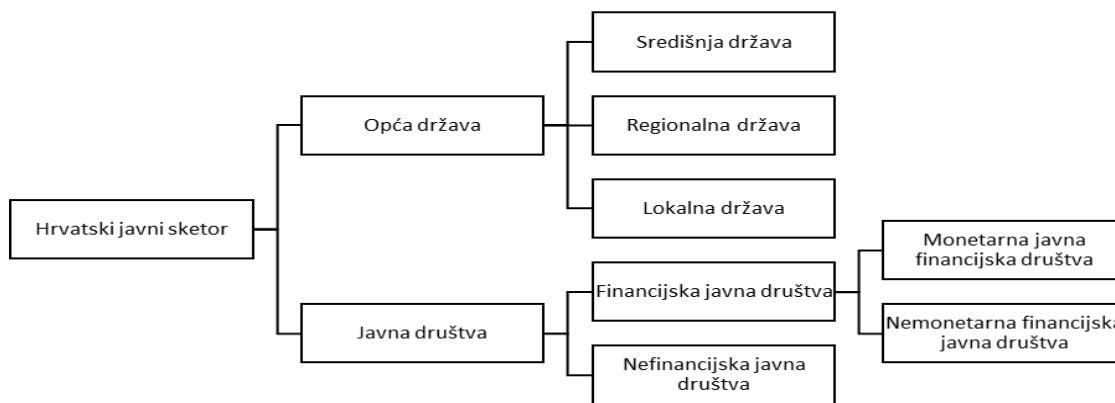 Središnja država
Opća država
Regionalna država
Lokalna država
Hrvatski javni sketor
Monetarna javna
financijska društva
Financijska javna društva
Javna društva
Nemonetarna financijska
javna društva
Nefinancijska javna
društva